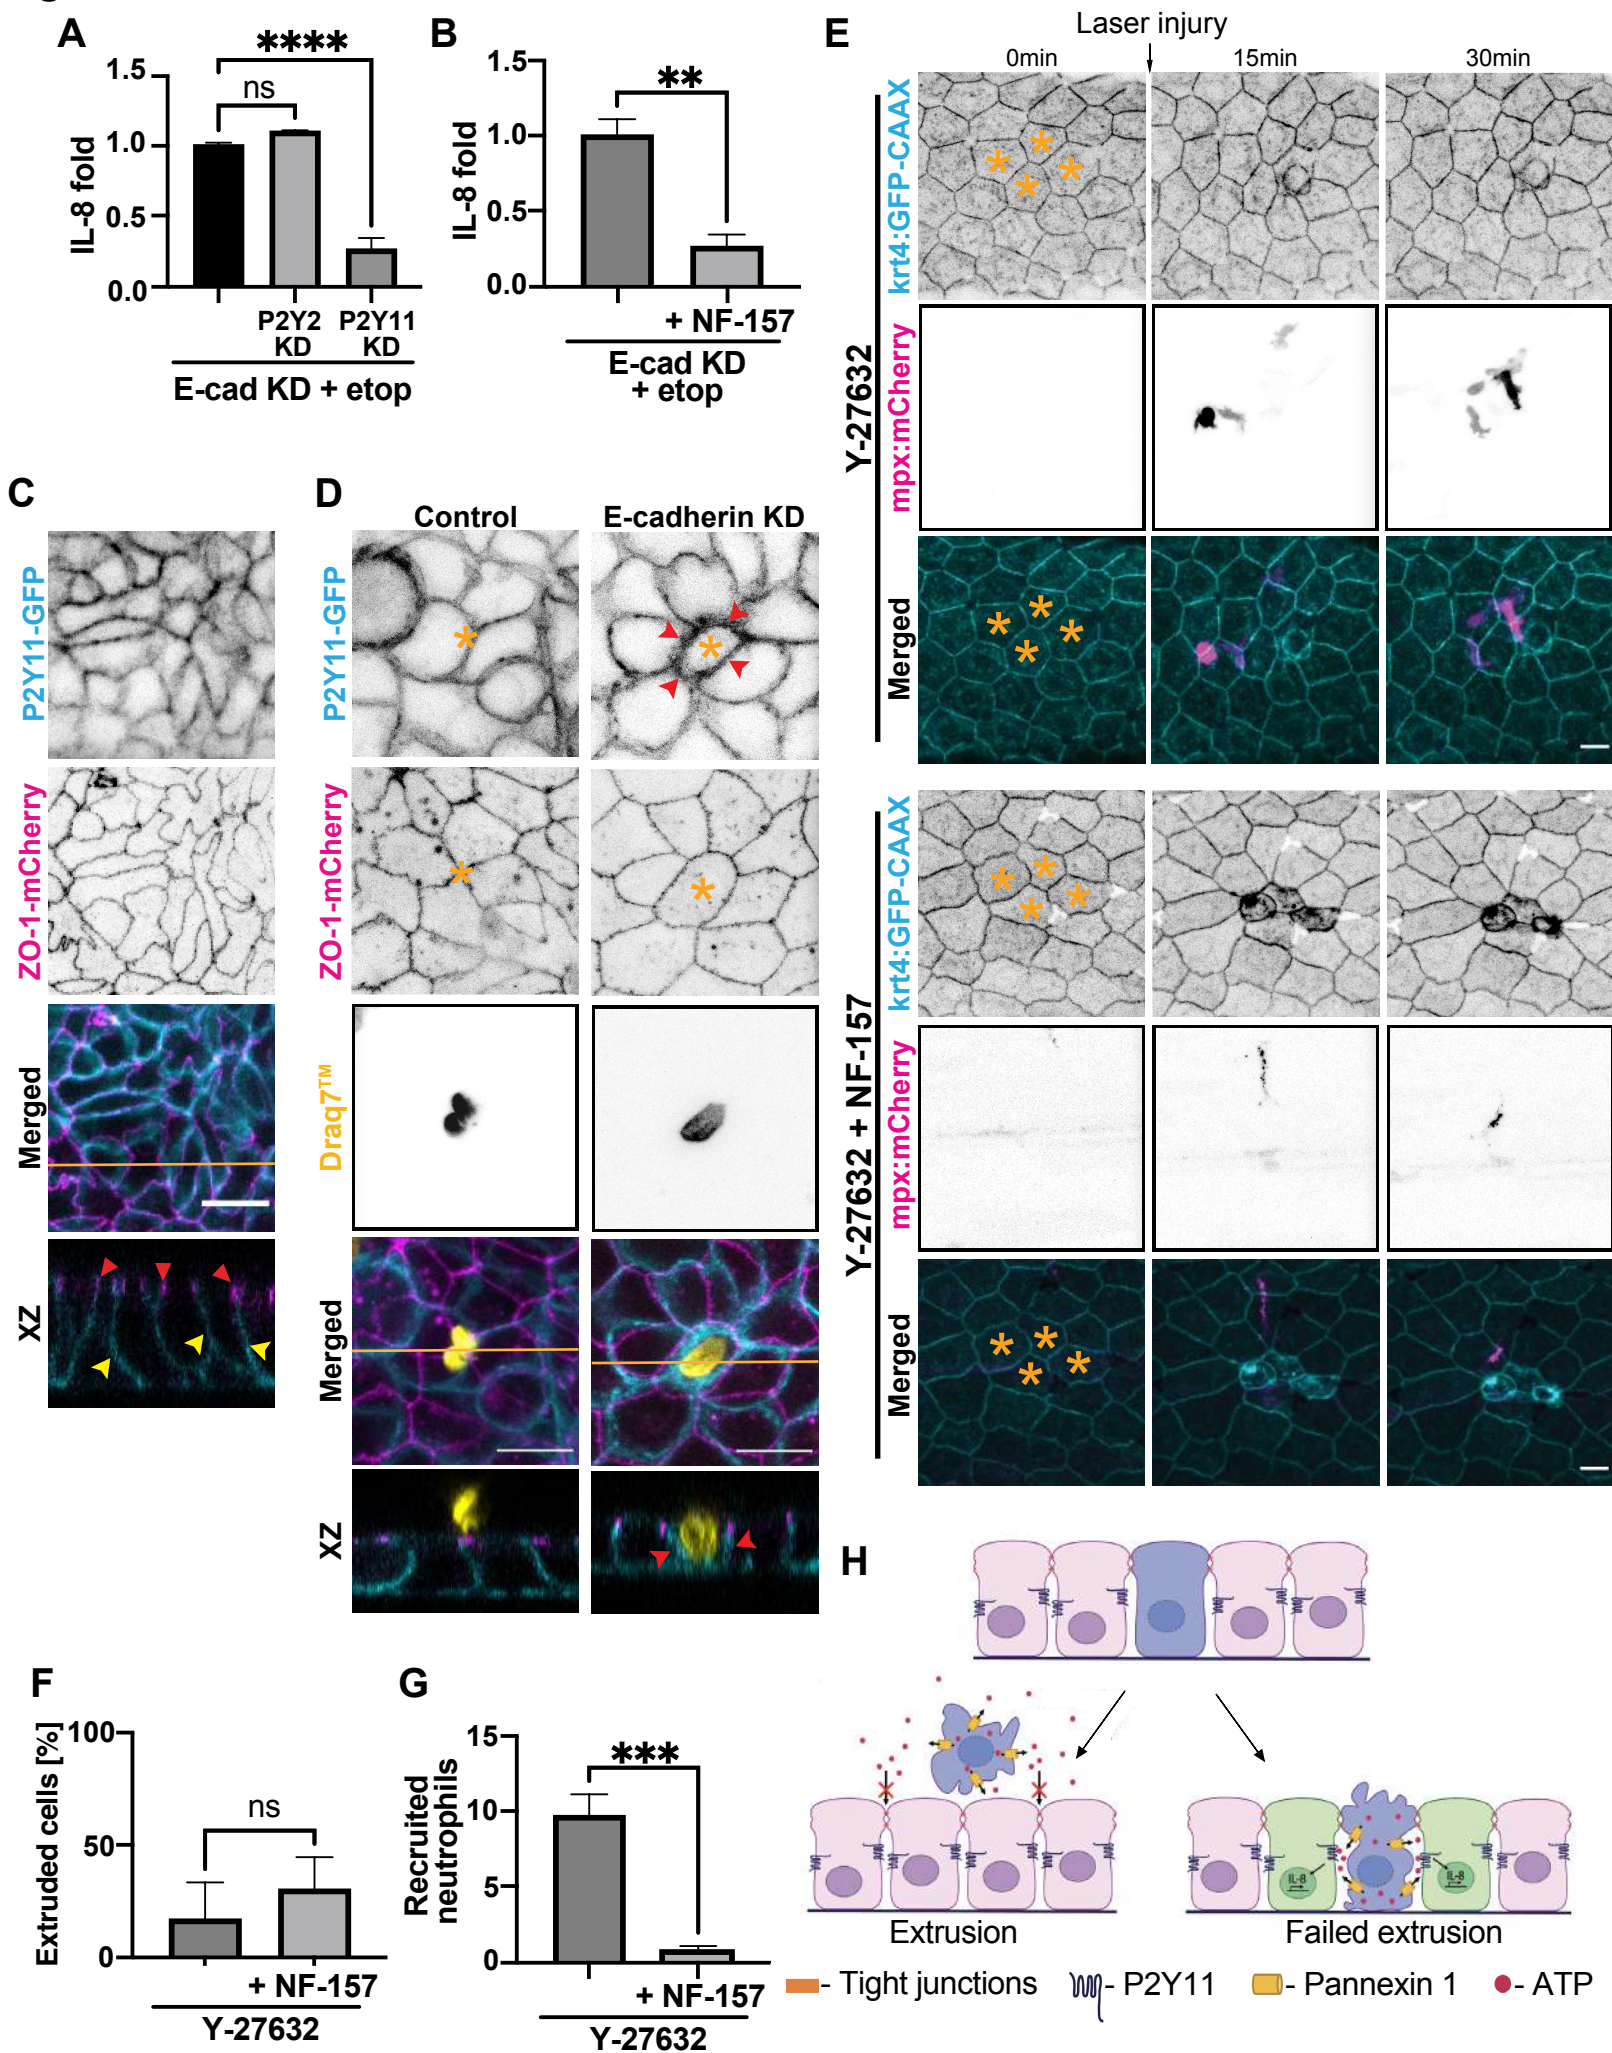 A
****
ns
IL-8 fold
1.5
1.0
0.5
0.0
P2Y2
KD
P2Y11
KD
E-cad KD + etop
B
**
IL-8 fold
1.5
1.0
0.5
0.0
+ NF-157
E-cad KD
+ etop
C
P2Y11-GFP
ZO-1-mCherry
Merged
XZ
D
Control
E-cadherin KD
P2Y11-GFP
*
*
ZO-1-mCherry
*
*
Draq7™
Merged
XZ
E
Laser injury
0min
15min
30min
Y-27632
krt4:GFP-CAAX
* * * *
mpx:mCherry
Merged
* * * *
Y-27632 + NF-157
krt4:GFP-CAAX
* * * *
mpx:mCherry
Merged
* * * *
F
Extruded cells [%]
100
50
0
ns
+ NF-157
Y-27632
G
Recruited
neutrophils
15
10
5
0
***
+ NF-157
Y-27632
H
IL-8
IL-8
Extrusion
Failed extrusion
- Tight junctions
- P2Y11
- Pannexin 1
- ATP